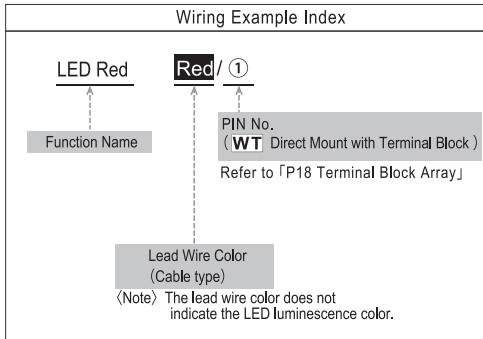 Wiring Example Index
LED Red Red/ ①
Function Name
PIN No.
( WT Direct Mount with Terminal Block )
Refer to「P18 Terminal Block Array」
Lead Wire Color
(Cable type)
〈Note〉 The lead wire color does not
indicate the LED luminescence color.